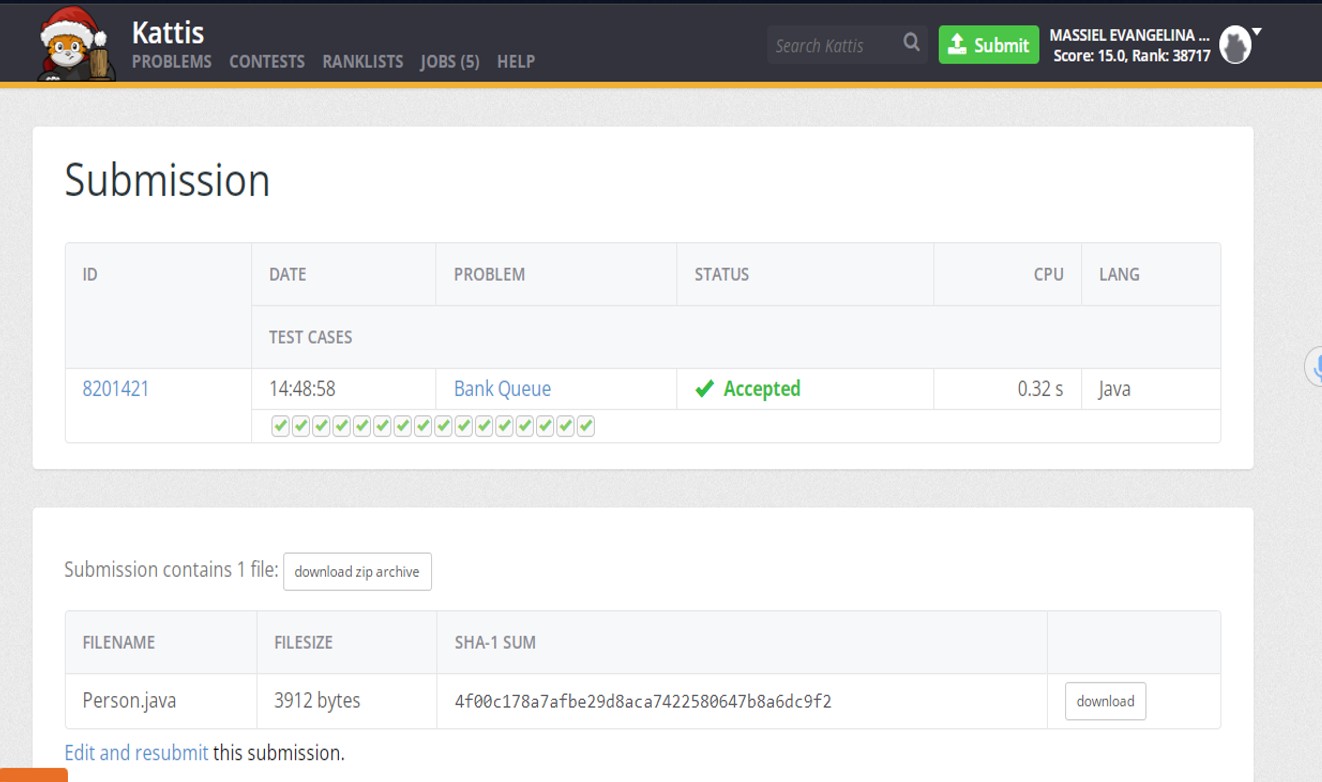 Kattis
PROBLEMS CONTESTS RANKLISTS JOBS (5) HELP
Search Kattis
Submit
MASSIEL EVANGELINA ...
Score: 15.0, Rank: 38717
Submission
ID DATE PROBLEM STATUS CPU LANG
TEST CASES
8201421 14:48:58 Bank Queue Accepted 0.32 s Java
Submission contains 1 file: download zip archive
FILENAME FILESIZE SHA-1 SUM
Person.java 3912 bytes 4f00c178a7afbe29d8aca7422580647b8a6dc9f2 download
Edit and resubmit this submission.